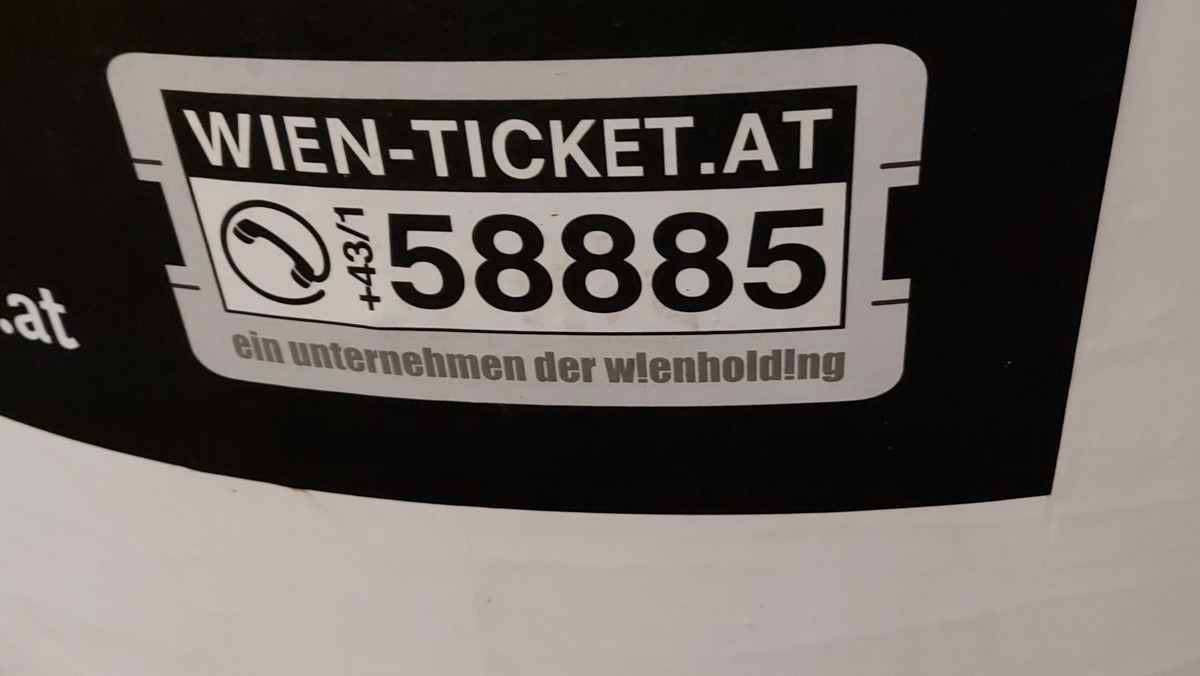 WIEN-TICKET.AT
+43/1 58885
ein unternehmen der w!enhold!ng
.at